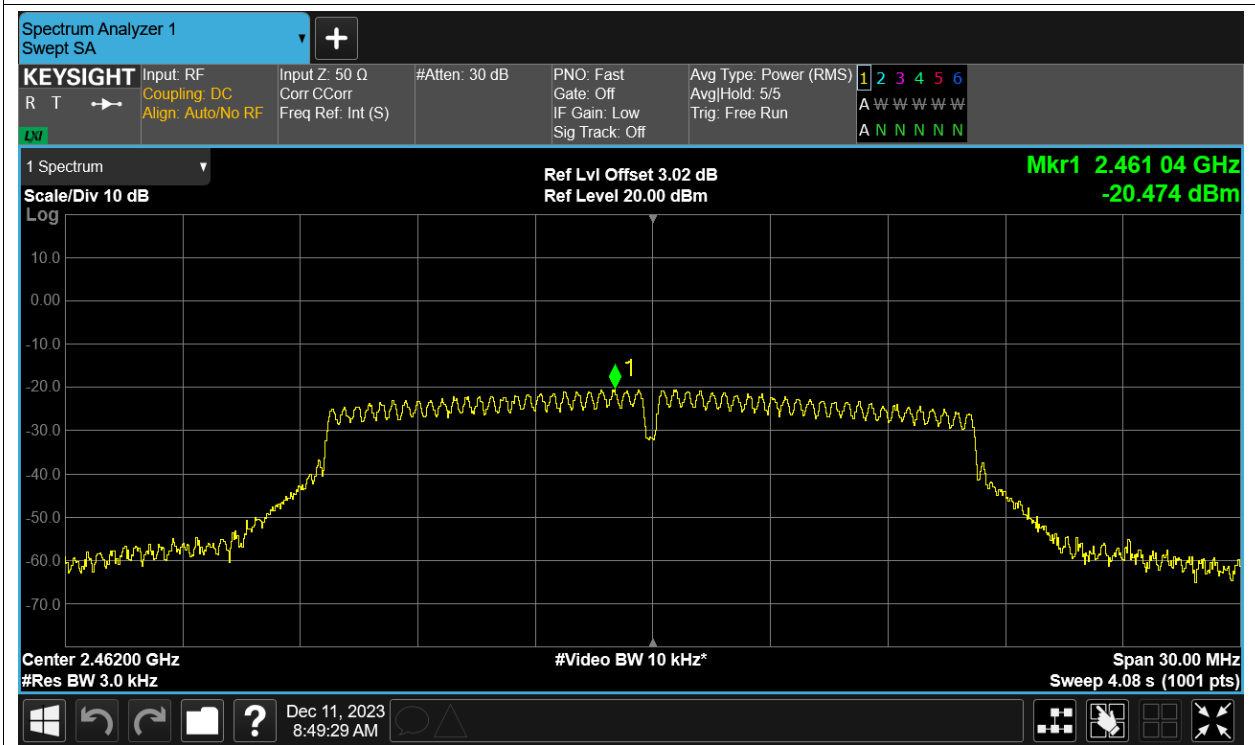 Spectrum Analyzer 1
Swept SA
KEYSIGHT
R T
LXI
Input: RF
Coupling: DC
Align: Auto/No RF
Input Z: 50 Ω
Corr CCorr
Freq Ref: Int (S)
#Atten: 30 dB
PNO: Fast
Gate: Off
IF Gain: Low
Sig Track: Off
Avg Type: Power (RMS)
Avg|Hold: 5/5
Trig: Free Run
1 2 3 4 5 6
A W W W W W
A N N N N N
1 Spectrum
Scale/Div 10 dB
Log
Ref Lvl Offset 3.02 dB
Ref Level 20.00 dBm
Mkr1 2.461 04 GHz
-20.474 dBm
10.0
0.00
-10.0
1
-20.0
-30.0
-40.0
-50.0
-60.0
-70.0
Center 2.46200 GHz
#Res BW 3.0 kHz
#Video BW 10 kHz*
Span 30.00 MHz
Sweep 4.08 s (1001 pts)
?
Dec 11, 2023
8:49:29 AM